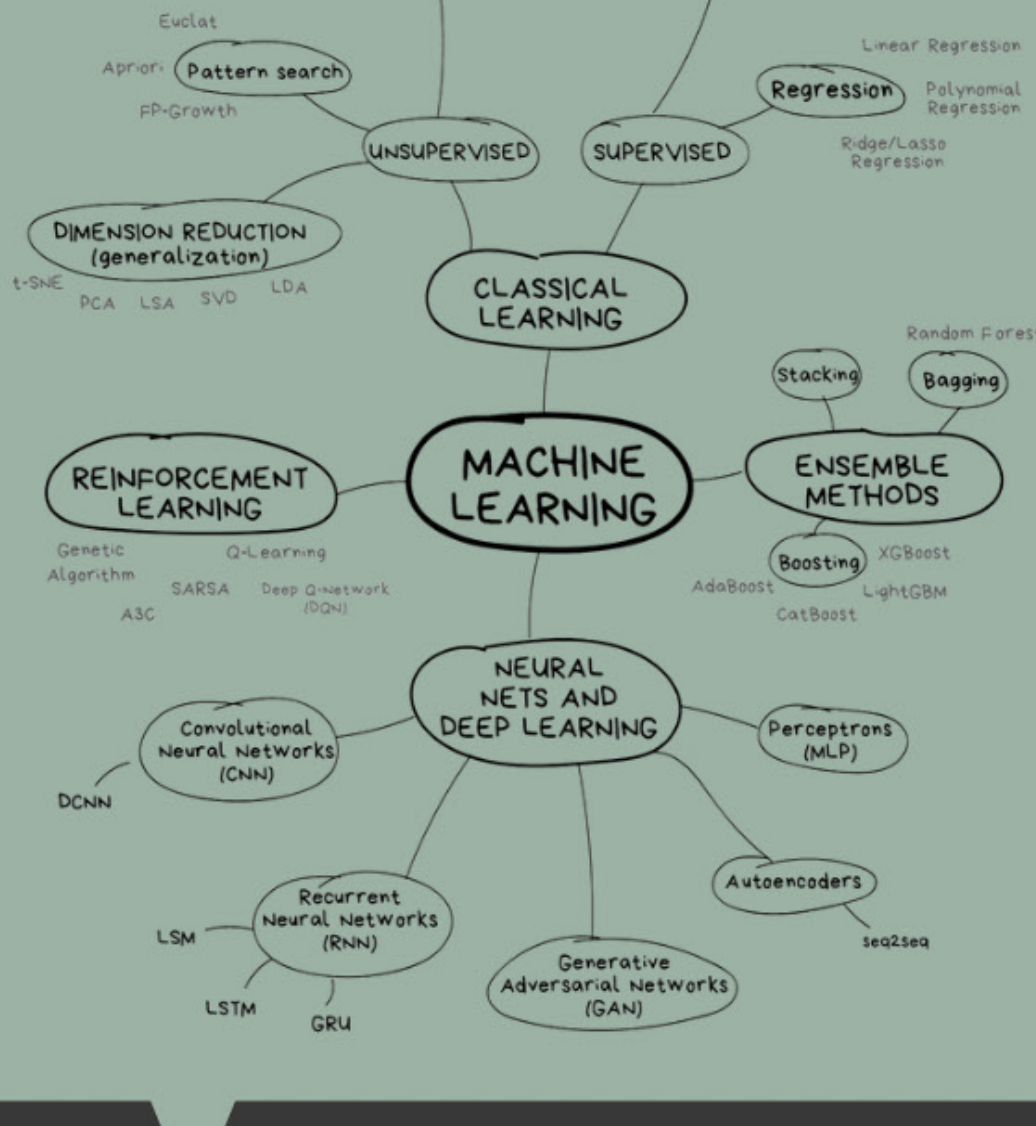 Euclat
Apriori
Pattern search
FP-Growth
UNSUPERVISED
SUPERVISED
Linear Regression
Regression
Polynomial
Regression
Ridge/Lasso
Regression
DIMENSION REDUCTION
(generalization)
t-SNE
PCA
LSA
SVD
LDA
CLASSICAL
LEARNING
Random Fores
Stacking
Bagging
MACHINE
LEARNING
REINFORCEMENT
LEARNING
ENSEMBLE
METHODS
Genetic
Algorithm
Q-Learning
SARSA
Deep Q-Network
(DQN)
A3C
Boosting
XGBoost
AdaBoost
LightGBM
CatBoost
NEURAL
NETS AND
DEEP LEARNING
Convolutional
Neural Networks
(CNN)
DCNN
Perceptrons
(MLP)
Recurrent
Neural Networks
(RNN)
LSM
LSTM
GRU
Generative
Adversarial Networks
(GAN)
Autoencoders
seq2seq